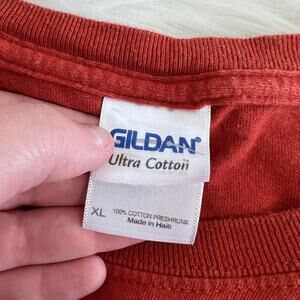 GILDAN®
Ultra Cotton
XL
100% COTTON PRESHRUNK
Made in Haiti